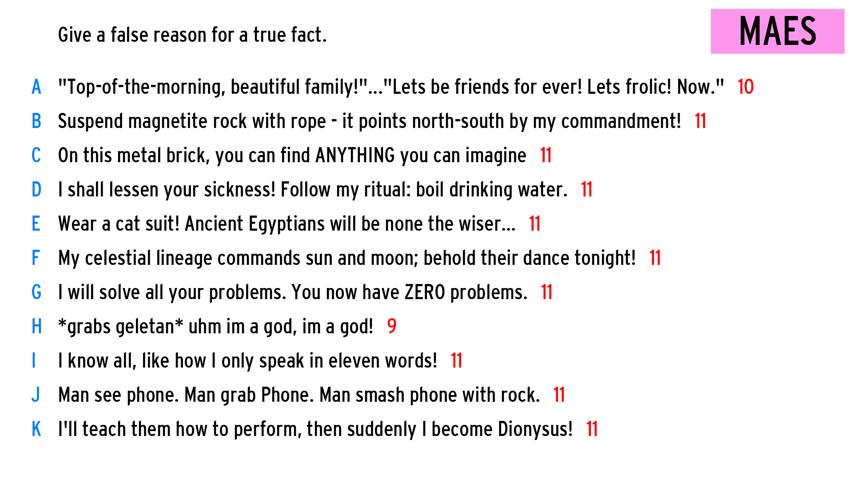 Give a false reason for a true fact.
MAES
A "Top-of-the-morning, beautiful family!"..."Lets be friends for ever! Lets frolic! Now." 10
B Suspend magnetite rock with rope - it points north-south by my commandment! 11
C On this metal brick, you can find ANYTHING you can imagine 11
D I shall lessen your sickness! Follow my ritual: boil drinking water. 11
E Wear a cat suit! Ancient Egyptians will be none the wiser... 11
F My celestial lineage commands sun and moon; behold their dance tonight! 11
G I will solve all your problems. You now have ZERO problems. 11
H *grabs geletan* uhm im a god, im a god! 9
I I know all, like how I only speak in eleven words! 11
J Man see phone. Man grab Phone. Man smash phone with rock. 11
K I'll teach them how to perform, then suddenly I become Dionysus! 11